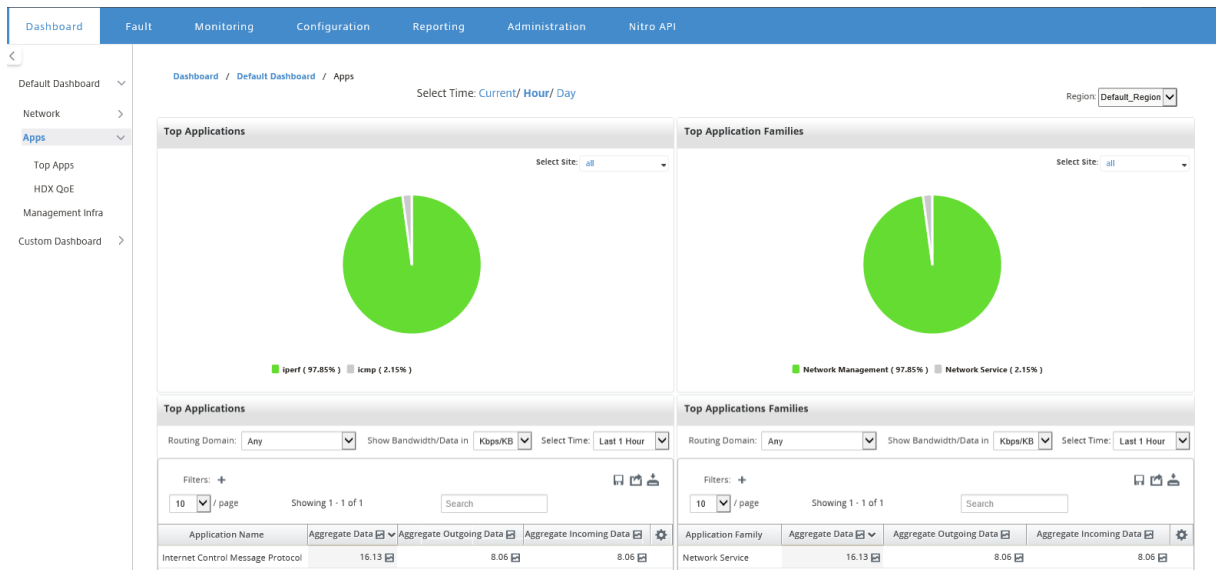 Dashboard Fault Monitoring Configuration Reporting Administration Nitro API
Default Dashboard
Network
Apps
Top Apps
HDX QoE
Management Infra
Custom Dashboard
Dashboard / Default Dashboard / Apps
Select Time: Current/ Hour/ Day
Region: Default_Region
Top Applications
Select Site: all
iperf ( 97.85% ) icmp ( 2.15% )
Top Application Families
Select Site: all
Network Management ( 97.85% ) Network Service ( 2.15% )
Top Applications
Routing Domain: Any Show Bandwidth/Data in Kbps/KB Select Time: Last 1 Hour
Filters: +
10 / page Showing 1 - 1 of 1 Search
Application Name Aggregate Data Aggregate Outgoing Data Aggregate Incoming Data
Internet Control Message Protocol 16.13 8.06 8.06
Top Applications Families
Routing Domain: Any Show Bandwidth/Data in Kbps/KB Select Time: Last 1 Hour
Filters: +
10 / page Showing 1 - 1 of 1 Search
Application Family Aggregate Data Aggregate Outgoing Data Aggregate Incoming Data
Network Service 16.13 8.06 8.06